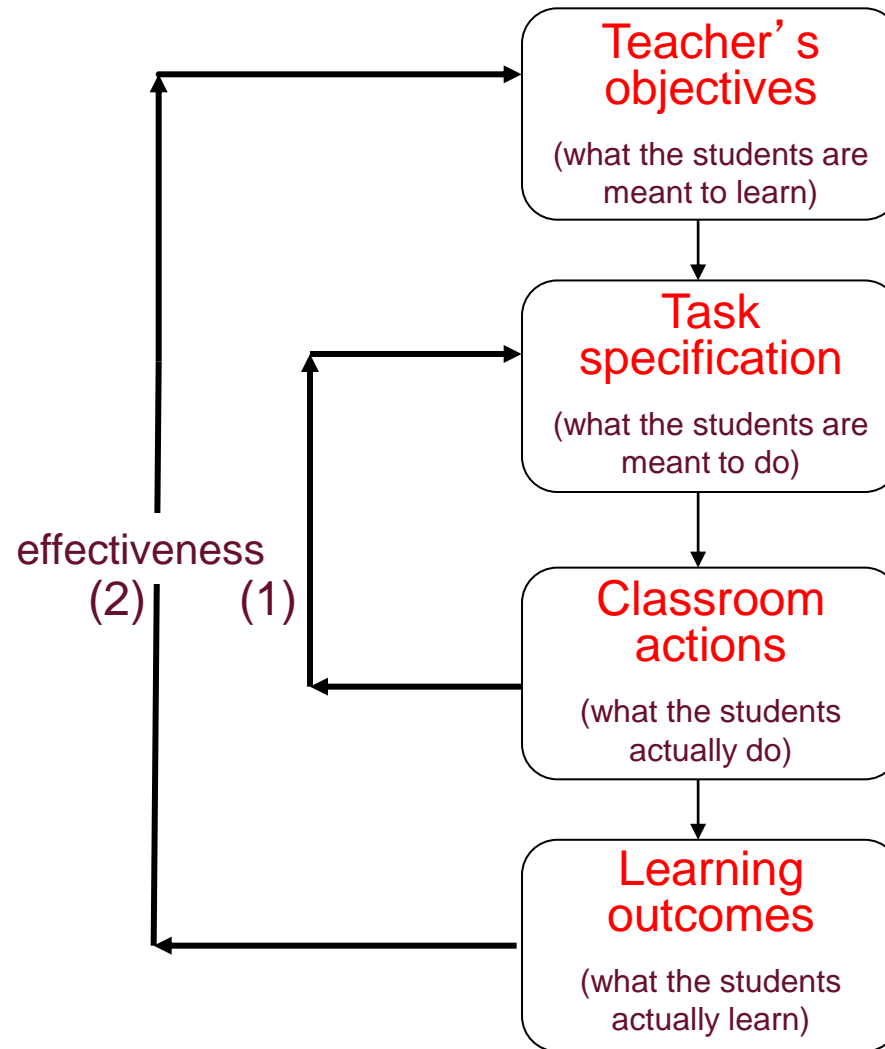 Teacher’s
objectives
(what the students are
meant to learn)
Task
specification
(what the students are
meant to do)
effectiveness
(2) (1)
Classroom
actions
(what the students
actually do)
Learning
outcomes
(what the students
actually learn)